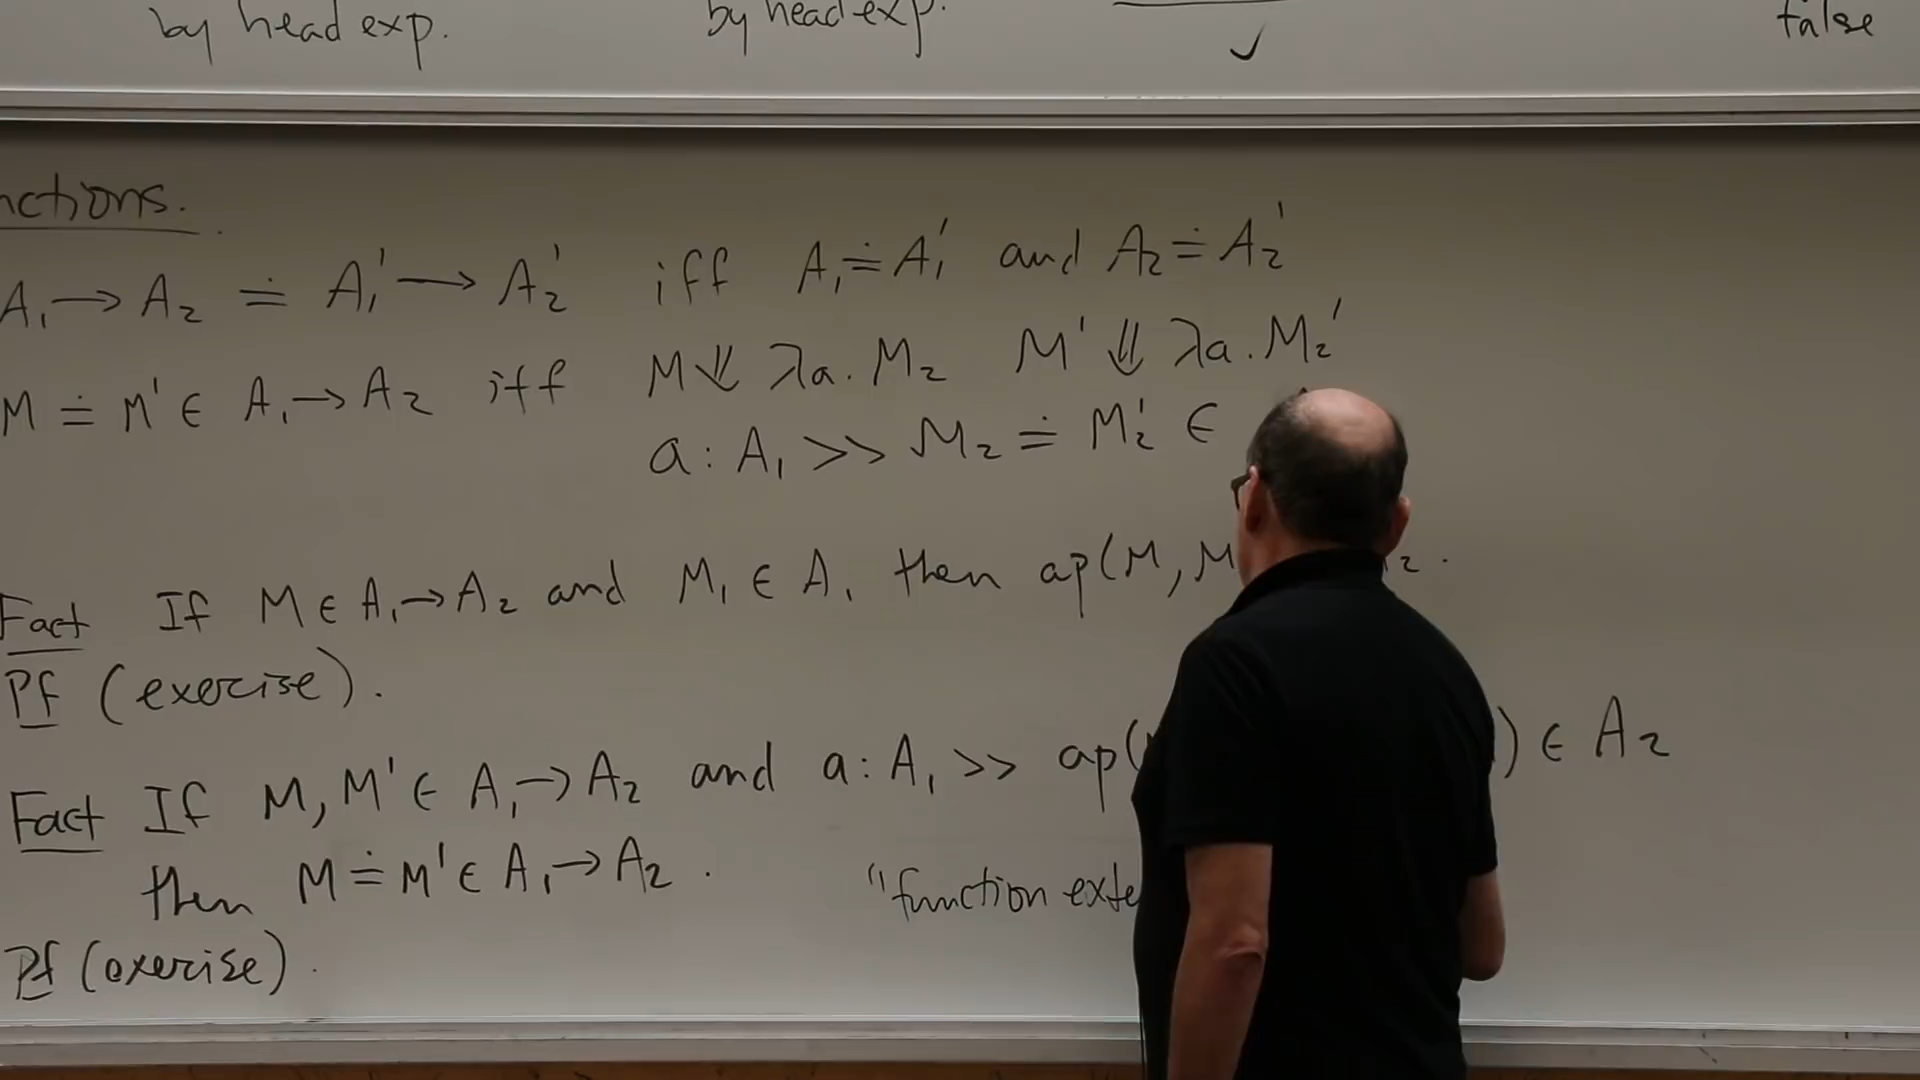 by head exp. by head exp. ✓ false
nctions.
A₁→A₂ ≐ A₁'→A₂' iff A₁≐A₁' and A₂≐A₂'
M ≐ M' ∈ A₁→A₂ iff M⇓ λa.M₂ M'⇓ λa.M₂'
a:A₁ >> M₂ ≐ M₂' ∈
Fact If M∈A₁→A₂ and M₁∈A₁ then ap(M,M ₂.
Pf (exercise).
Fact If M,M'∈A₁→A₂ and a:A₁ >> ap( )∈A₂
then M≐M'∈A₁→A₂. "function exte
Pf (exercise).